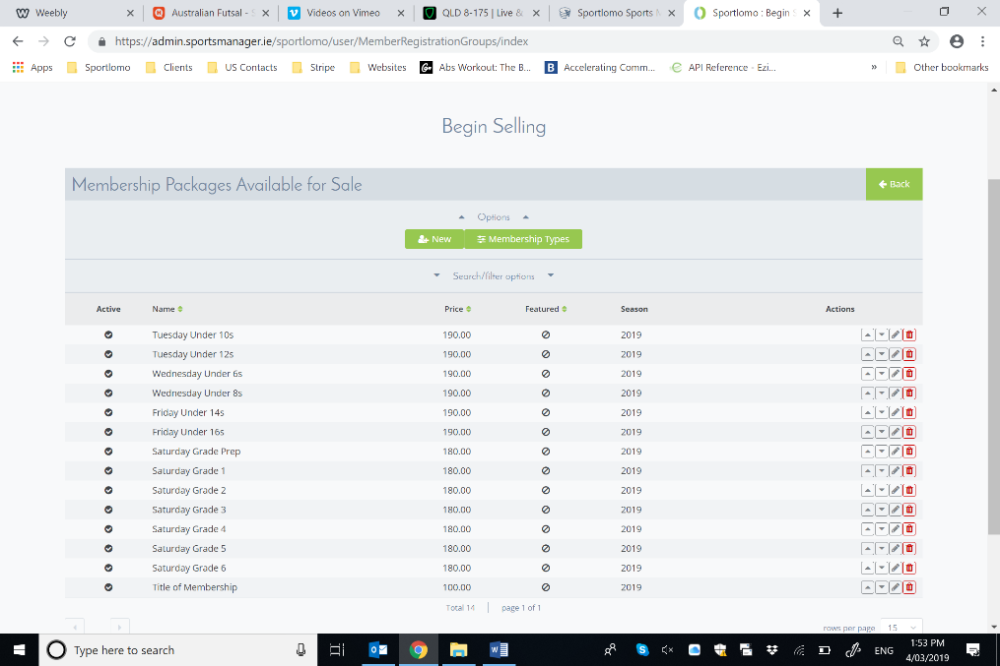 Weebly
Australian Futsal - S
Videos on Vimeo
QLD 8-175 | Live &
Sportlomo Sports M
Sportlomo : Begin S
https://admin.sportsmanager.ie/sportlomo/user/MemberRegistrationGroups/index
Apps Sportlomo Clients US Contacts Stripe Websites Abs Workout: The B... Accelerating Comm... API Reference - Ezi... » Other bookmarks
Begin Selling
Membership Packages Available for Sale Back
Options
New Membership Types
Search/filter options
Active Name Price Featured Season Actions
Tuesday Under 10s 190.00 2019
Tuesday Under 12s 190.00 2019
Wednesday Under 6s 190.00 2019
Wednesday Under 8s 190.00 2019
Friday Under 14s 190.00 2019
Friday Under 16s 190.00 2019
Saturday Grade Prep 180.00 2019
Saturday Grade 1 180.00 2019
Saturday Grade 2 180.00 2019
Saturday Grade 3 180.00 2019
Saturday Grade 4 180.00 2019
Saturday Grade 5 180.00 2019
Saturday Grade 6 180.00 2019
Title of Membership 100.00 2019
Total 14 | page 1 of 1
rows per page 15
Type here to search
ENG
1:53 PM
4/03/2019